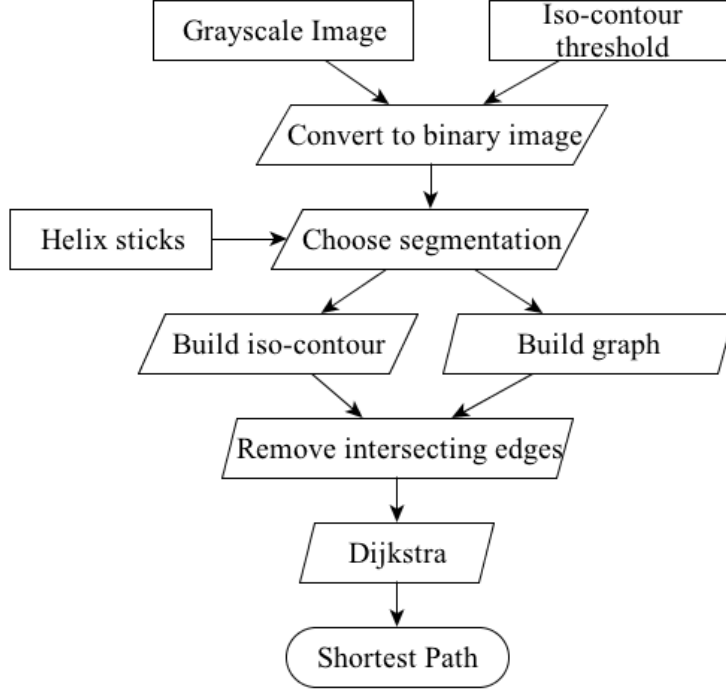 Grayscale Image
Iso-contour
threshold
Convert to binary image
Helix sticks
Choose segmentation
Build iso-contour
Build graph
Remove intersecting edges
Dijkstra
Shortest Path